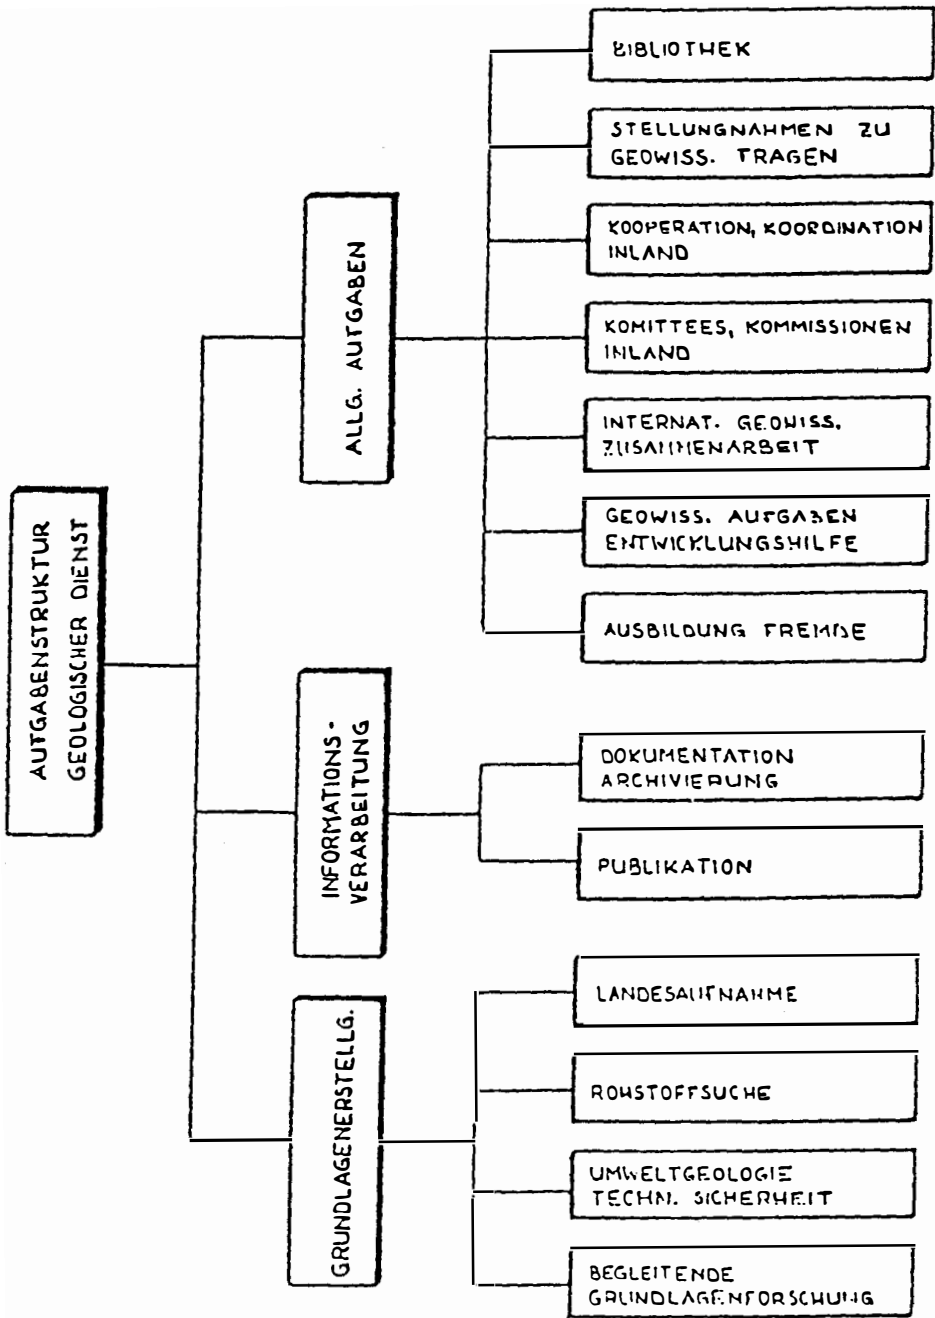 AUFGABENSTRUKTUR
GEOLOGISCHER DIENST
ALLG. AUFGABEN
BIBLIOTHEK
STELLUNGNAHMEN ZU
GEOWISS. FRAGEN
KOOPERATION, KOORDINATION
INLAND
KOMITTEES, KOMMISSIONEN
INLAND
INTERNAT. GEOWISS.
ZUSAMMENARBEIT
GEOWISS. AUFGABEN
ENTWICKLUNGSHILFE
AUSBILDUNG FREMDE
INFORMATIONS-
VERARBEITUNG
DOKUMENTATION
ARCHIVIERUNG
PUBLIKATION
GRUNDLAGENERSTELLG.
LANDESAUFNAHME
ROHSTOFFSUCHE
UMWELTGEOLOGIE
TECHN. SICHERHEIT
BEGLEITENDE
GRUNDLAGENFORSCHUNG